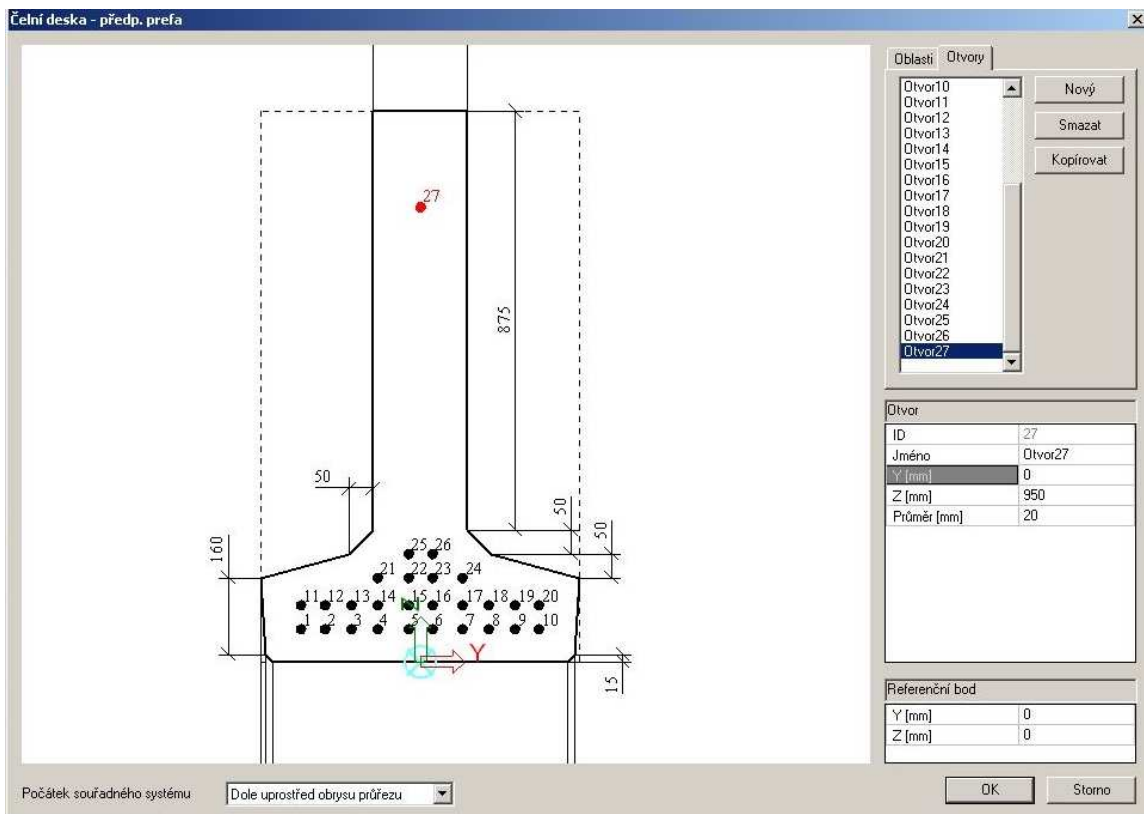 Čelní deska - předp. prefa
27
875
50
50
50
160
25 26
21 22 23 24
11 12 13 14 15 16 17 18 19 20
1 2 3 4 5 6 7 8 9 10
Y
15
Oblasti Otvory
Otvor10
Otvor11
Otvor12
Otvor13
Otvor14
Otvor15
Otvor16
Otvor17
Otvor18
Otvor19
Otvor20
Otvor21
Otvor22
Otvor23
Otvor24
Otvor25
Otvor26
Otvor27
Nový
Smazat
Kopírovat
Otvor
ID 27
Jméno Otvor27
Y [mm] 0
Z [mm] 950
Průměr [mm] 20
Referenční bod
Y [mm] 0
Z [mm] 0
Počátek souřadného systému Dole uprostřed obrysu průřezu
OK Storno